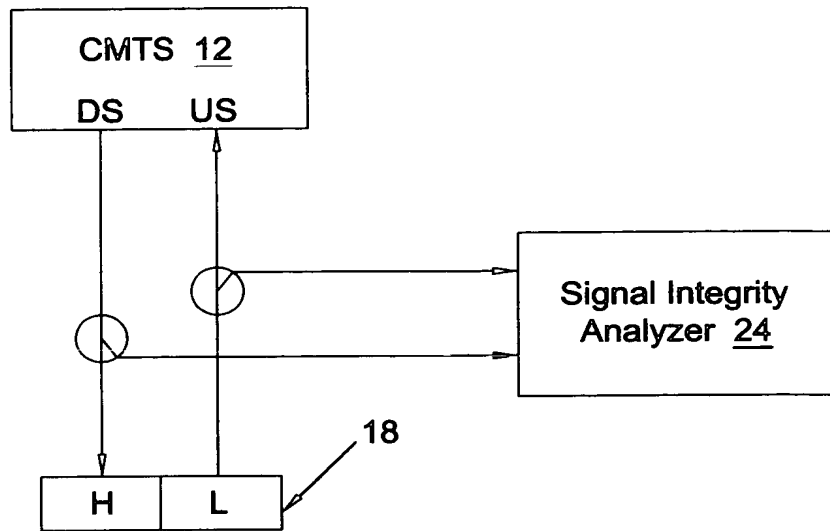 CMTS 12
DS US
Signal Integrity
Analyzer 24
18
H L